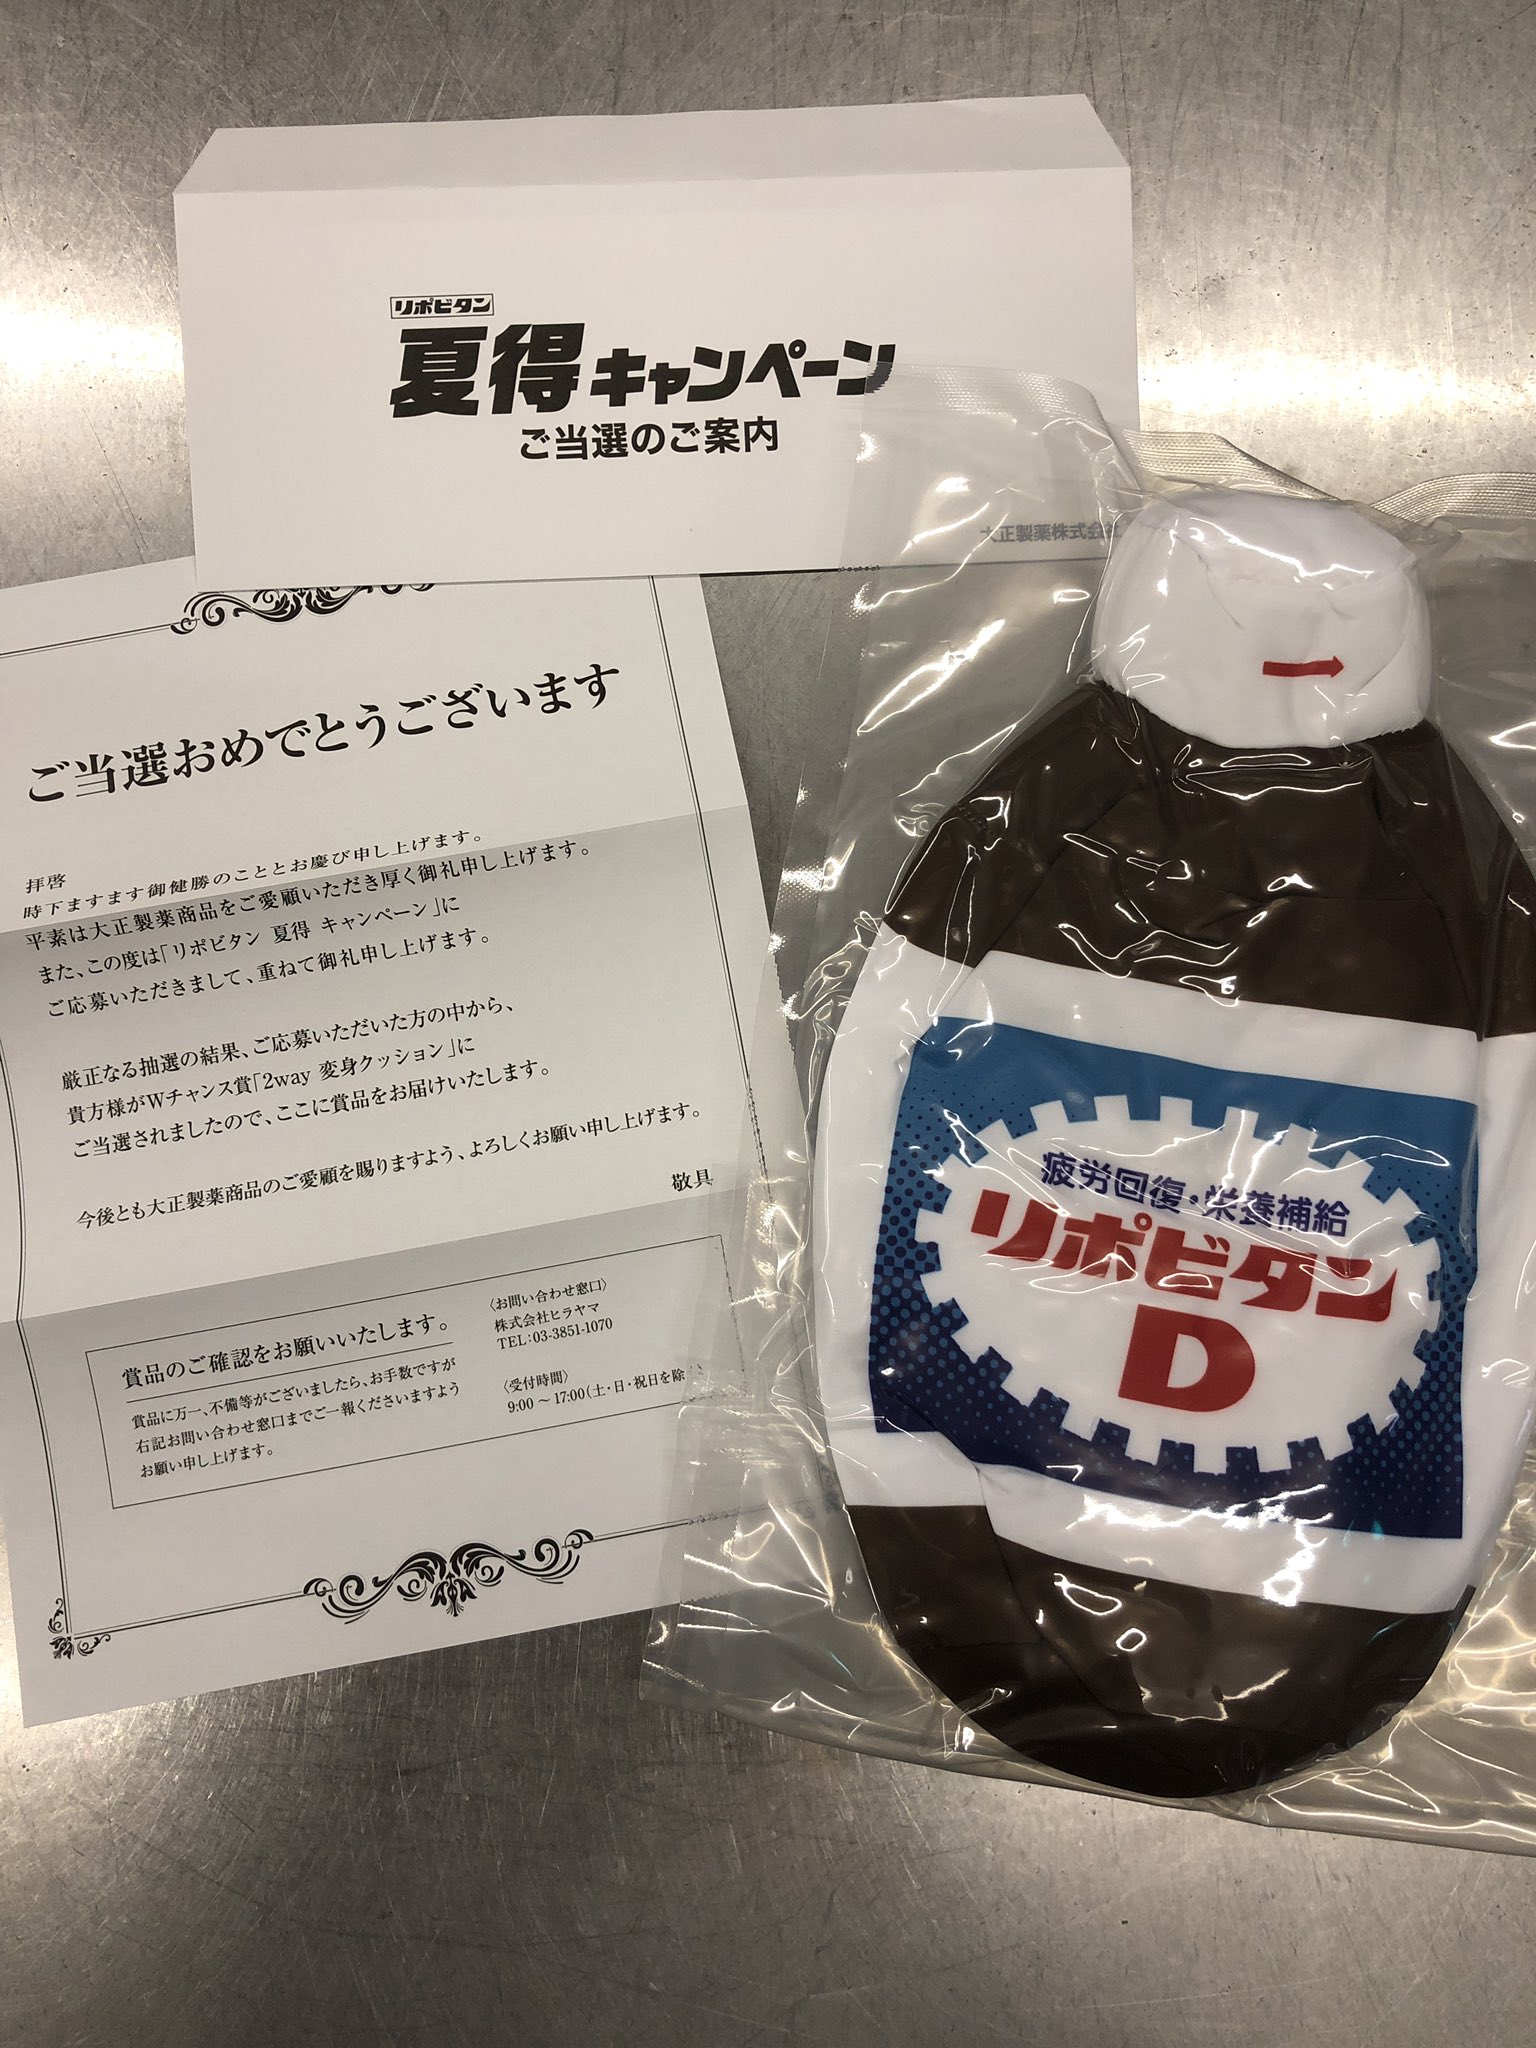 リポビタン
夏得キャンペーン
ご当選のご案内
大正製薬株式会社
ご当選おめでとうございます
拝啓
時下ますます御健勝のこととお慶び申し上げます。
平素は大正製薬商品をご愛顧いただき厚く御礼申し上げます。
また、この度は「リポビタン 夏得 キャンペーン」に
ご応募いただきまして、重ねて御礼申し上げます。
厳正なる抽選の結果、ご応募いただいた方の中から、
貴方様がWチャンス賞「2way 変身クッション」に
ご当選されましたので、ここに賞品をお届けいたします。
今後とも大正製薬商品のご愛顧を賜りますよう、よろしくお願い申し上げます。
敬具
賞品のご確認をお願いいたします。
賞品に万一、不備等がございましたら、お手数ですが
右記お問い合わせ窓口までご一報くださいますよう
お願い申し上げます。
〈お問い合わせ窓口〉
株式会社ヒラヤマ
TEL:03-3851-1070
〈受付時間〉
9:00 ～ 17:00(土・日・祝日を除
疲労回復・栄養補給
リポビタン
D